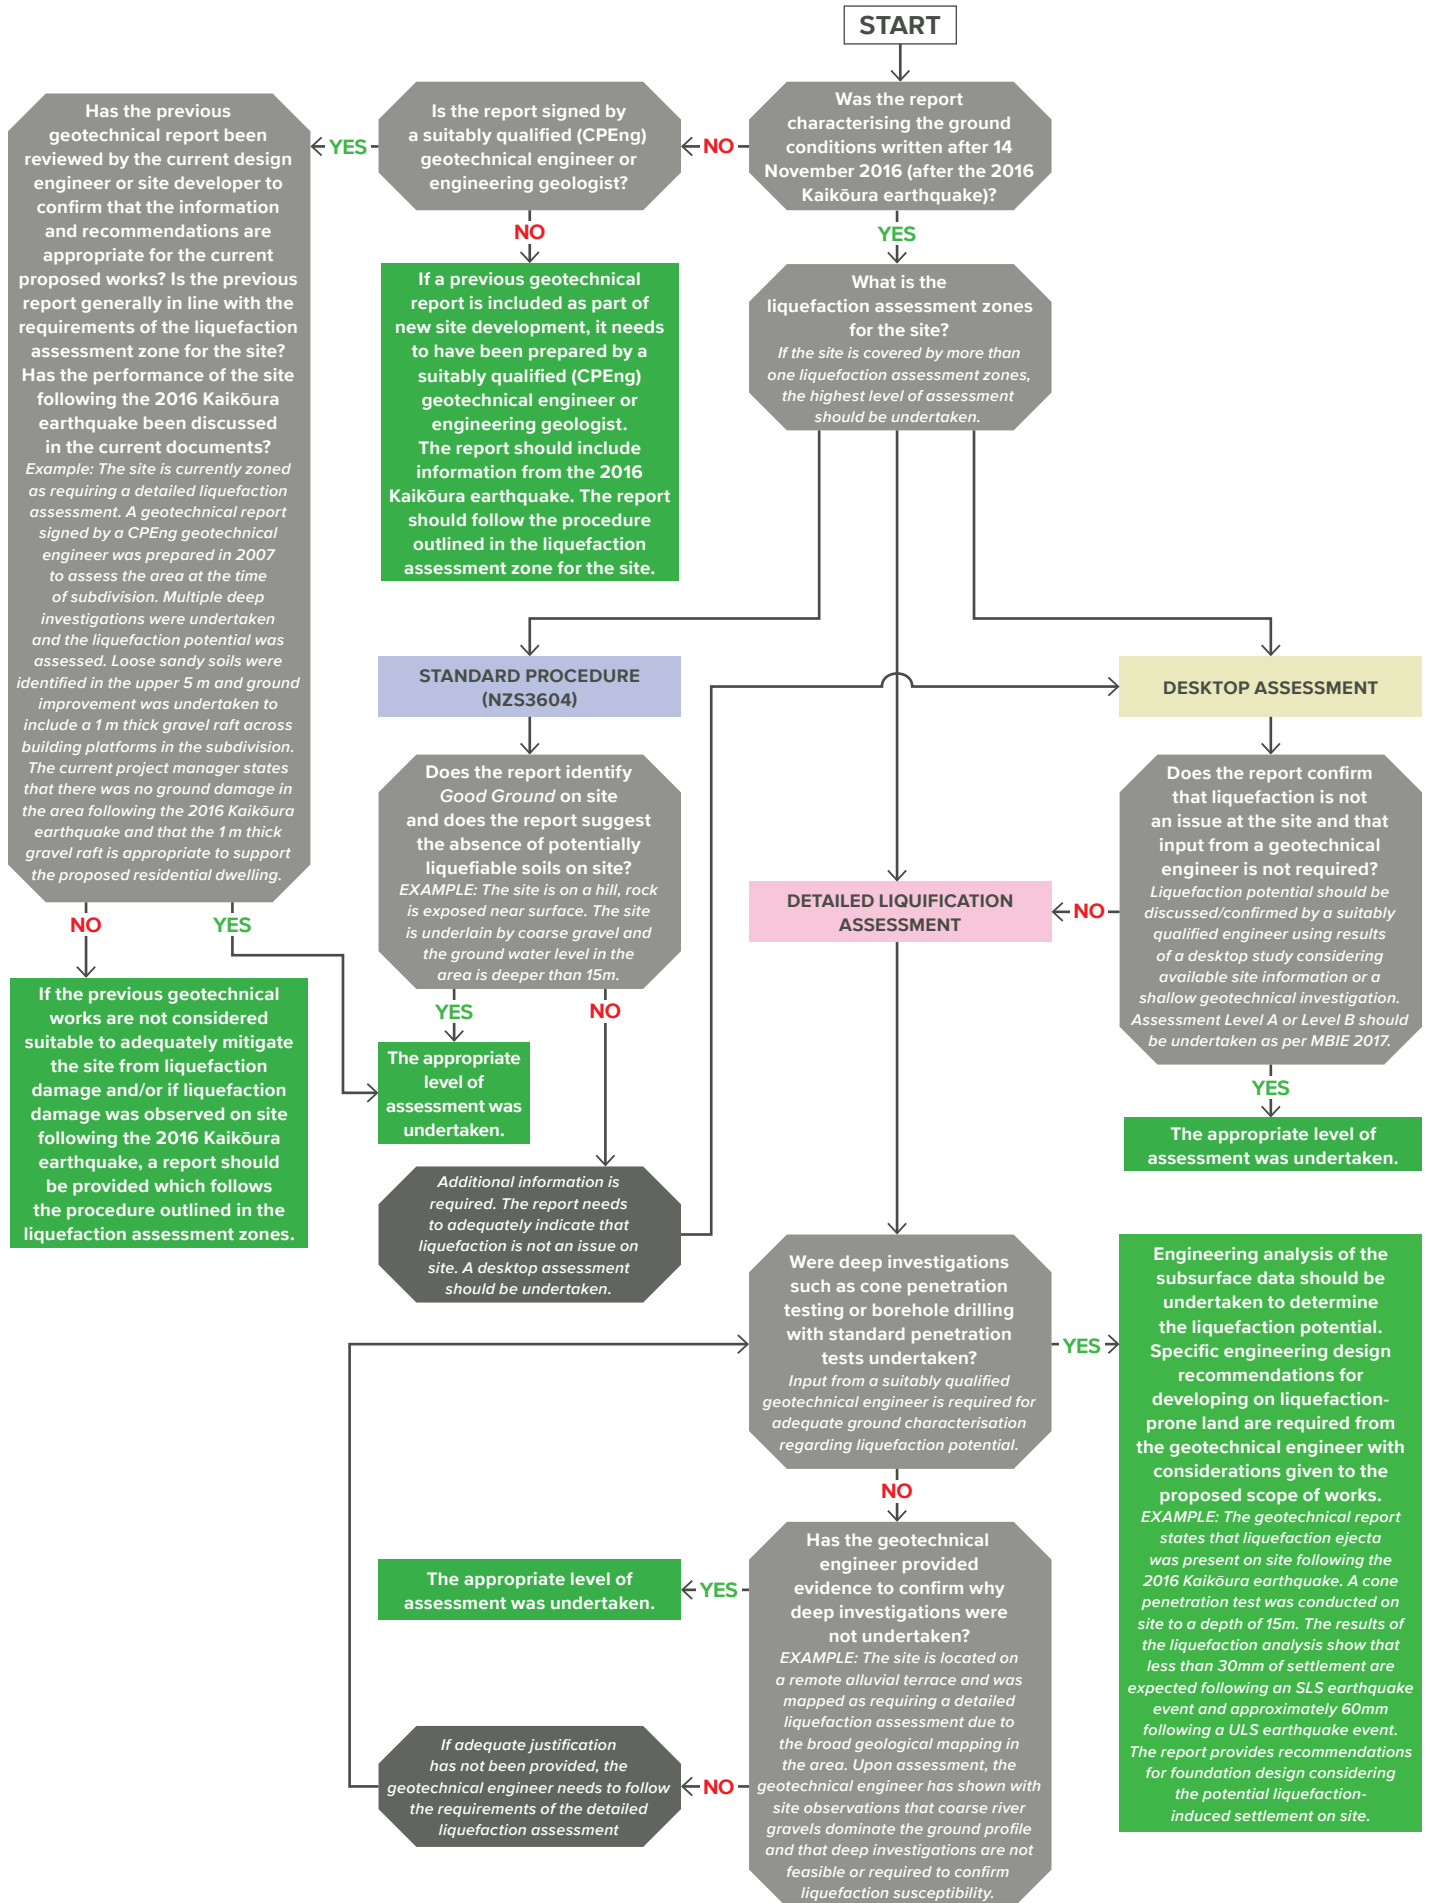 START
Was the report
characterising the ground
conditions written after 14
November 2016 (after the 2016
Kaikōura earthquake)?
NO
Is the report signed by
a suitably qualified (CPEng)
geotechnical engineer or
engineering geologist?
YES
Has the previous
geotechnical report been
reviewed by the current design
engineer or site developer to
confirm that the information
and recommendations are
appropriate for the current
proposed works? Is the previous
report generally in line with the
requirements of the liquefaction
assessment zone for the site?
Has the performance of the site
following the 2016 Kaikōura
earthquake been discussed
in the current documents?
Example: The site is currently zoned
as requiring a detailed liquefaction
assessment. A geotechnical report
signed by a CPEng geotechnical
engineer was prepared in 2007
to assess the area at the time
of subdivision. Multiple deep
investigations were undertaken
and the liquefaction potential was
assessed. Loose sandy soils were
identified in the upper 5 m and ground
improvement was undertaken to
include a 1 m thick gravel raft across
building platforms in the subdivision.
The current project manager states
that there was no ground damage in
the area following the 2016 Kaikōura
earthquake and that the 1 m thick
gravel raft is appropriate to support
the proposed residential dwelling.
NO
YES
If the previous geotechnical
works are not considered
suitable to adequately mitigate
the site from liquefaction
damage and/or if liquefaction
damage was observed on site
following the 2016 Kaikōura
earthquake, a report should
be provided which follows
the procedure outlined in the
liquefaction assessment zones.
NO
If a previous geotechnical
report is included as part of
new site development, it needs
to have been prepared by a
suitably qualified (CPEng)
geotechnical engineer or
engineering geologist.
The report should include
information from the 2016
Kaikōura earthquake. The report
should follow the procedure
outlined in the liquefaction
assessment zone for the site.
YES
What is the
liquefaction assessment zones
for the site?
If the site is covered by more than
one liquefaction assessment zones,
the highest level of assessment
should be undertaken.
STANDARD PROCEDURE
(NZS3604)
Does the report identify
Good Ground on site
and does the report suggest
the absence of potentially
liquefiable soils on site?
EXAMPLE: The site is on a hill, rock
is exposed near surface. The site
is underlain by coarse gravel and
the ground water level in the
area is deeper than 15m.
YES
NO
The appropriate
level of
assessment was
undertaken.
Additional information is
required. The report needs
to adequately indicate that
liquefaction is not an issue on
site. A desktop assessment
should be undertaken.
DESKTOP ASSESSMENT
Does the report confirm
that liquefaction is not
an issue at the site and that
input from a geotechnical
engineer is not required?
Liquefaction potential should be
discussed/confirmed by a suitably
qualified engineer using results
of a desktop study considering
available site information or a
shallow geotechnical investigation.
Assessment Level A or Level B should
be undertaken as per MBIE 2017.
NO
YES
The appropriate level of
assessment was undertaken.
DETAILED LIQUIFICATION
ASSESSMENT
Were deep investigations
such as cone penetration
testing or borehole drilling
with standard penetration
tests undertaken?
Input from a suitably qualified
geotechnical engineer is required for
adequate ground characterisation
regarding liquefaction potential.
YES
Engineering analysis of the
subsurface data should be
undertaken to determine
the liquefaction potential.
Specific engineering design
recommendations for
developing on liquefaction-
prone land are required from
the geotechnical engineer with
considerations given to the
proposed scope of works.
EXAMPLE: The geotechnical report
states that liquefaction ejecta
was present on site following the
2016 Kaikōura earthquake. A cone
penetration test was conducted on
site to a depth of 15m. The results of
the liquefaction analysis show that
less than 30mm of settlement are
expected following an SLS earthquake
event and approximately 60mm
following a ULS earthquake event.
The report provides recommendations
for foundation design considering
the potential liquefaction-
induced settlement on site.
NO
Has the geotechnical
engineer provided
evidence to confirm why
deep investigations were
not undertaken?
EXAMPLE: The site is located on
a remote alluvial terrace and was
mapped as requiring a detailed
liquefaction assessment due to
the broad geological mapping in
the area. Upon assessment, the
geotechnical engineer has shown with
site observations that coarse river
gravels dominate the ground profile
and that deep investigations are not
feasible or required to confirm
liquefaction susceptibility.
YES
The appropriate level of
assessment was undertaken.
NO
If adequate justification
has not been provided, the
geotechnical engineer needs to follow
the requirements of the detailed
liquefaction assessment